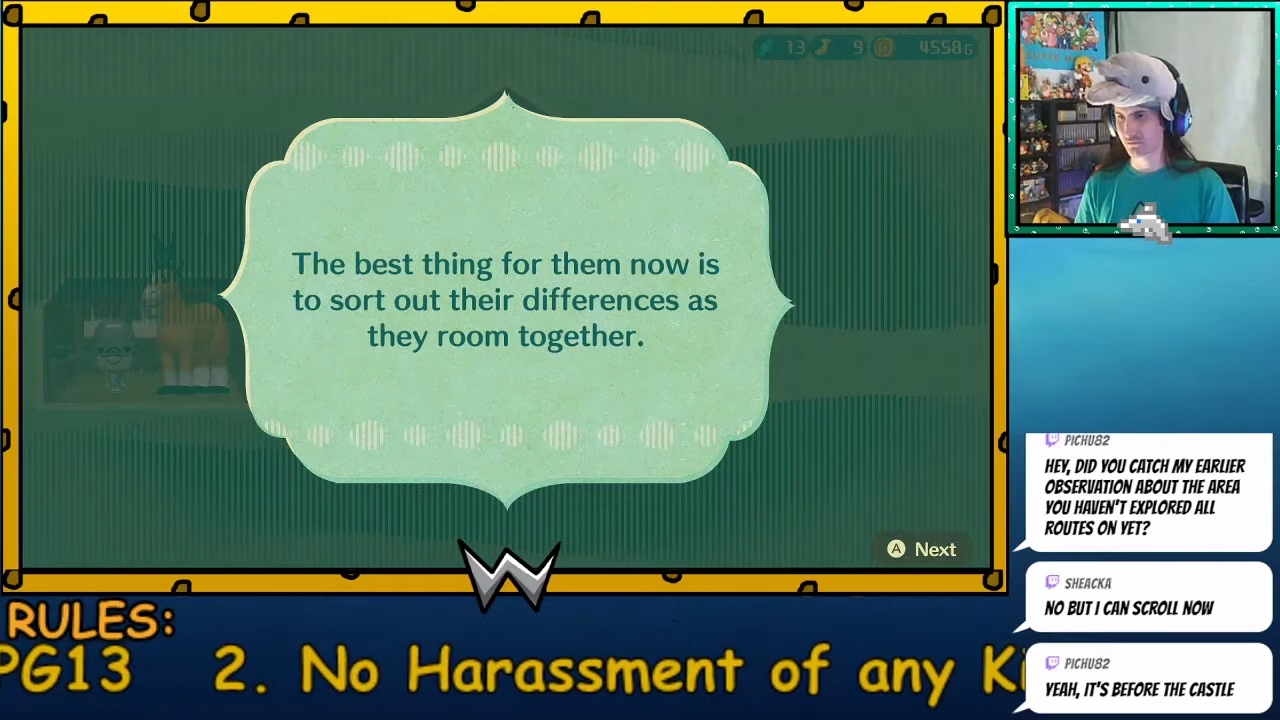 13 9 4558G
The best thing for them now is
to sort out their differences as
they room together.
A Next
PICHU82
HEY, DID YOU CATCH MY EARLIER
OBSERVATION ABOUT THE AREA
YOU HAVEN'T EXPLORED ALL
ROUTES ON YET?
SHEACKA
NO BUT I CAN SCROLL NOW
PICHU82
YEAH, IT'S BEFORE THE CASTLE
RULES:
PG13 2. No Harassment of any Ki